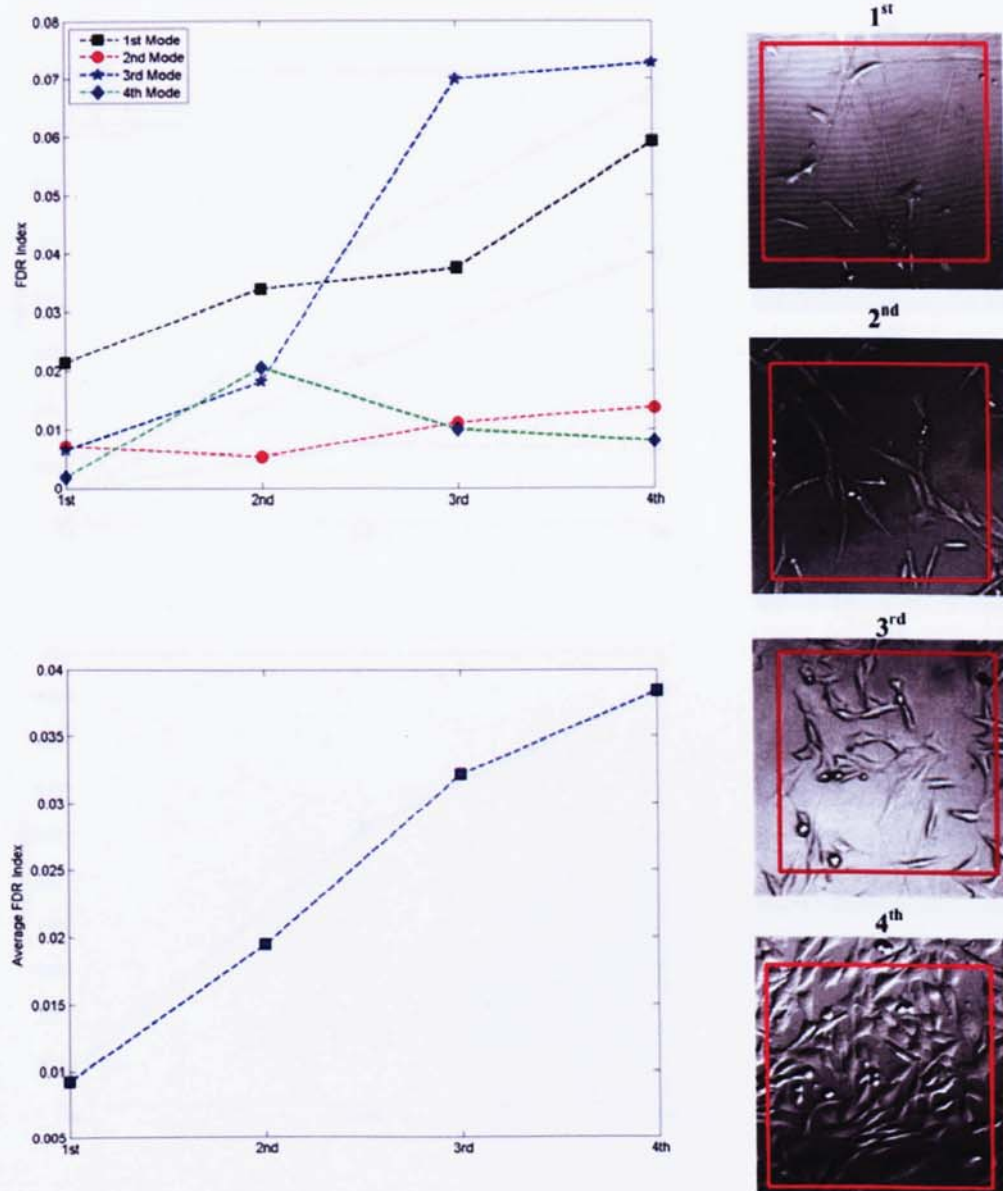 0.08
0.07
0.06
0.05
0.04
0.03
0.02
0.01
0
FDR Index
1st Mode
2nd Mode
3rd Mode
4th Mode
1st 2nd 3rd 4th
0.04
0.035
0.03
0.025
0.02
0.015
0.01
0.005
Average FDR Index
1st 2nd 3rd 4th
1st
2nd
3rd
4th